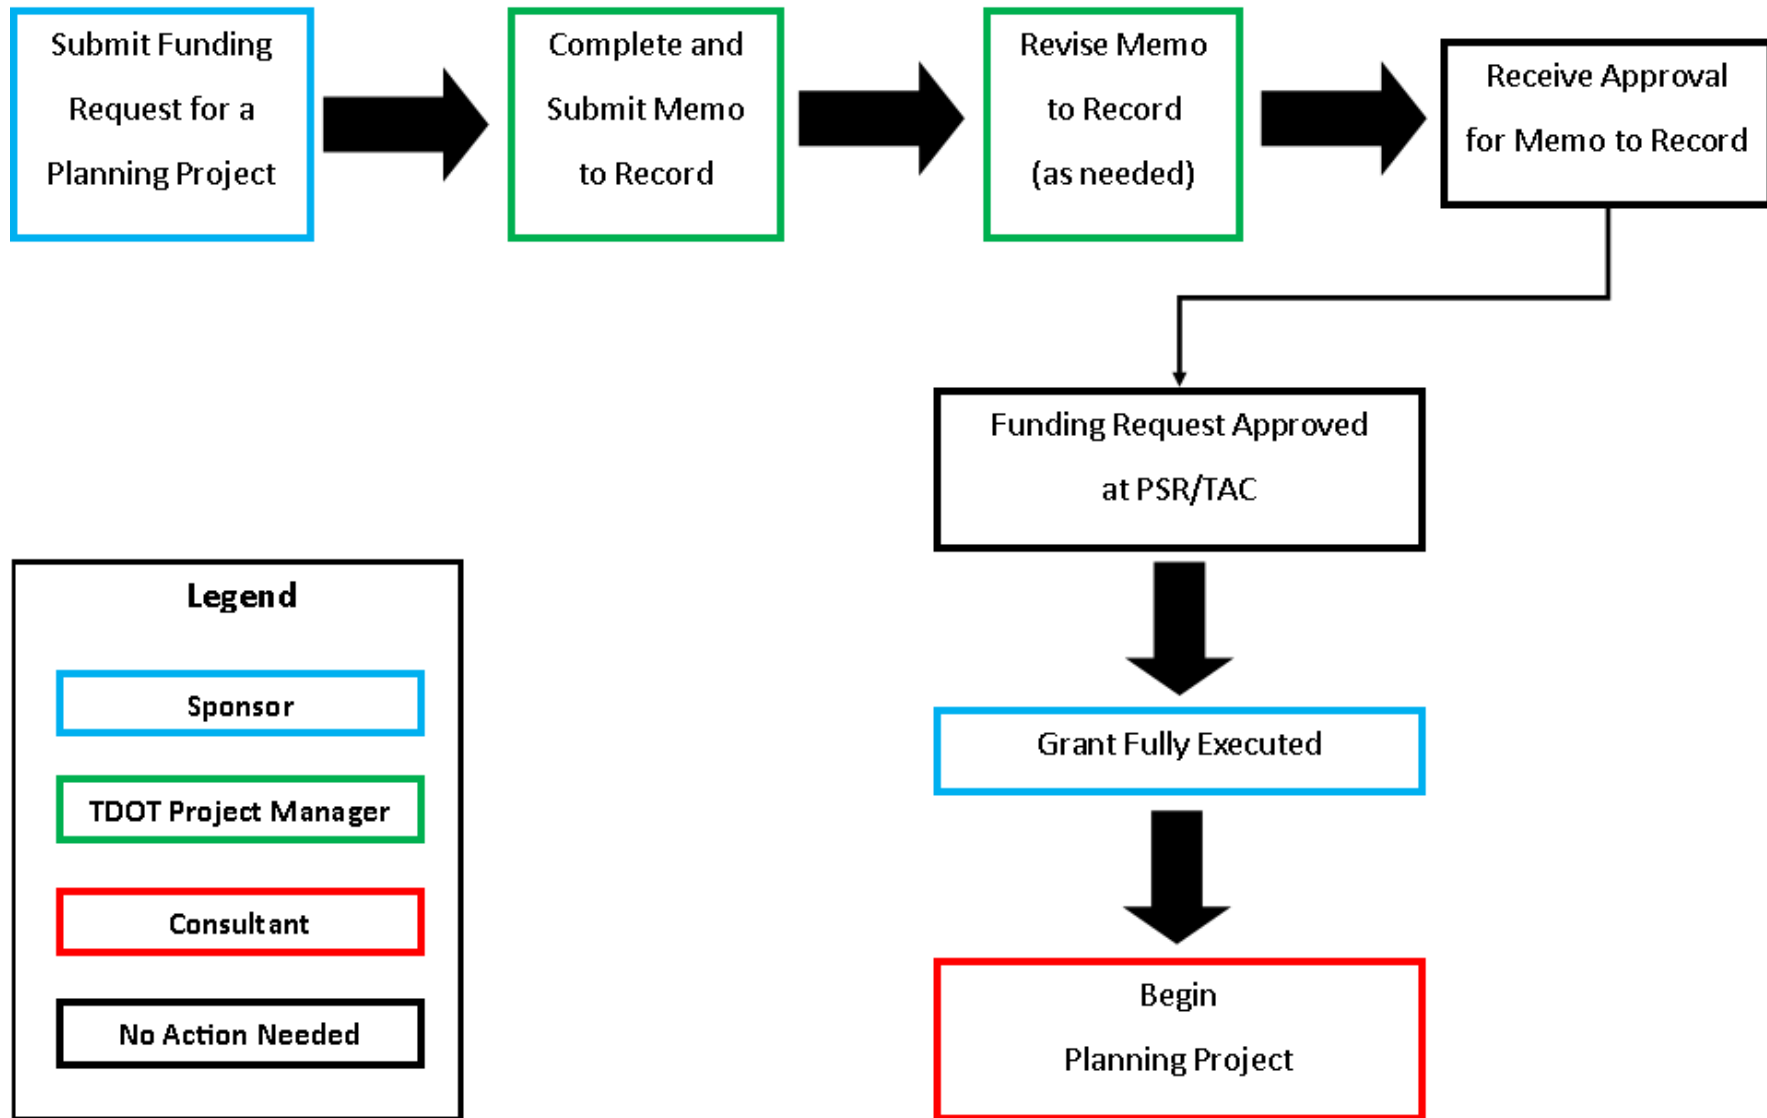 Submit Funding
Request for a
Planning Project
Complete and
Submit Memo
to Record
Revise Memo
to Record
(as needed)
Receive Approval
for Memo to Record
Funding Request Approved
at PSR/TAC
Grant Fully Executed
Begin
Planning Project
Legend
Sponsor
TDOT Project Manager
Consultant
No Action Needed